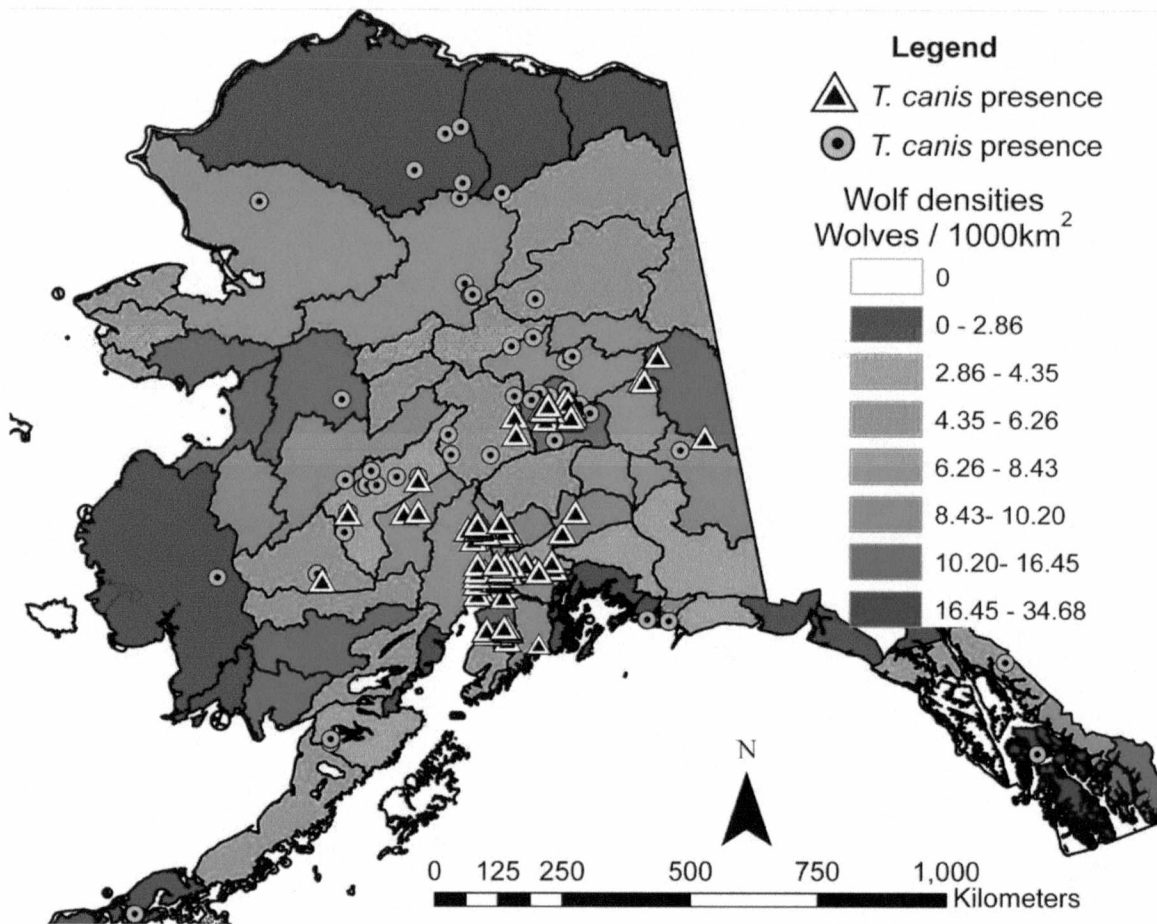 Legend
T. canis presence
T. canis presence
Wolf densities
Wolves / 1000km²
0
0 - 2.86
2.86 - 4.35
4.35 - 6.26
6.26 - 8.43
8.43- 10.20
10.20- 16.45
16.45 - 34.68
N
0 125 250 500 750 1,000
Kilometers